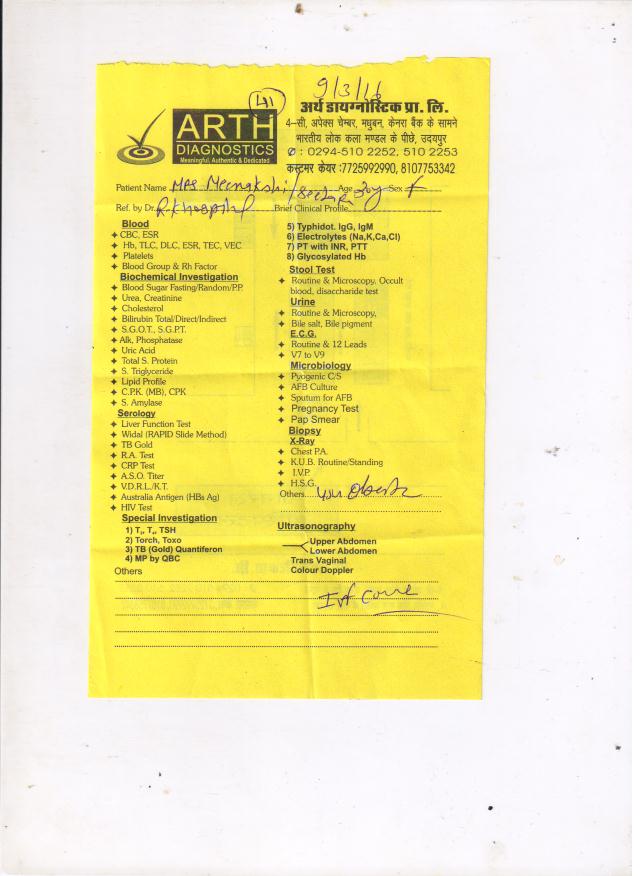 41
9/3/16
ARTH
DIAGNOSTICS
Meaningful, Authentic & Dedicated
अर्थ डायग्नोस्टिक प्रा. लि.
4–सी, अपेक्स चेम्बर, मधुबन, केनरा बैंक के सामने
भारतीय लोक कला मण्डल के पीछे, उदयपुर
✆ : 0294-510 2252, 510 2253
कस्टमर केयर :7725992990, 8107753342
Patient Name Mrs Meenakshi / Age 30y Sex F
Ref. by Dr. Brief Clinical Profile
Blood
✦ CBC, ESR
✦ Hb, TLC, DLC, ESR, TEC, VEC
✦ Platelets
✦ Blood Group & Rh Factor
Biochemical Investigation
✦ Blood Sugar Fasting/Random/P.P.
✦ Urea, Creatinine
✦ Cholesterol
✦ Bilirubin Total/Direct/Indirect
✦ S.G.O.T., S.G.P.T.
✦ Alk, Phosphatase
✦ Uric Acid
✦ Total S. Protein
✦ S. Triglyceride
✦ Lipid Profile
✦ C.P.K. (MB), CPK
✦ S. Amylase
Serology
✦ Liver Function Test
✦ Widal (RAPID Slide Method)
✦ TB Gold
✦ R.A. Test
✦ CRP Test
✦ A.S.O. Titer
✦ V.D.R.L./K.T.
✦ Australia Antigen (HBs Ag)
✦ HIV Test
Special Investigation
1) T3, T4, TSH
2) Torch, Toxo
3) TB (Gold) Quantiferon
4) MP by QBC
Others
5) Typhidot. IgG, IgM
6) Electrolytes (Na,K,Ca,Cl)
7) PT with INR, PTT
8) Glycosylated Hb
Stool Test
✦ Routine & Microscopy. Occult
blood, disaccharide test
Urine
✦ Routine & Microscopy,
✦ Bile salt, Bile pigment
E.C.G.
✦ Routine & 12 Leads
✦ V7 to V9
Microbiology
✦ Pyogenic C/S
✦ AFB Culture
✦ Sputum for AFB
✦ Pregnancy Test
✦ Pap Smear
Biopsy
X-Ray
✦ Chest P.A.
✦ K.U.B. Routine/Standing
✦ I.V.P.
✦ H.S.G.
Others
Ultrasonography
Upper Abdomen
Lower Abdomen
Trans Vaginal
Colour Doppler